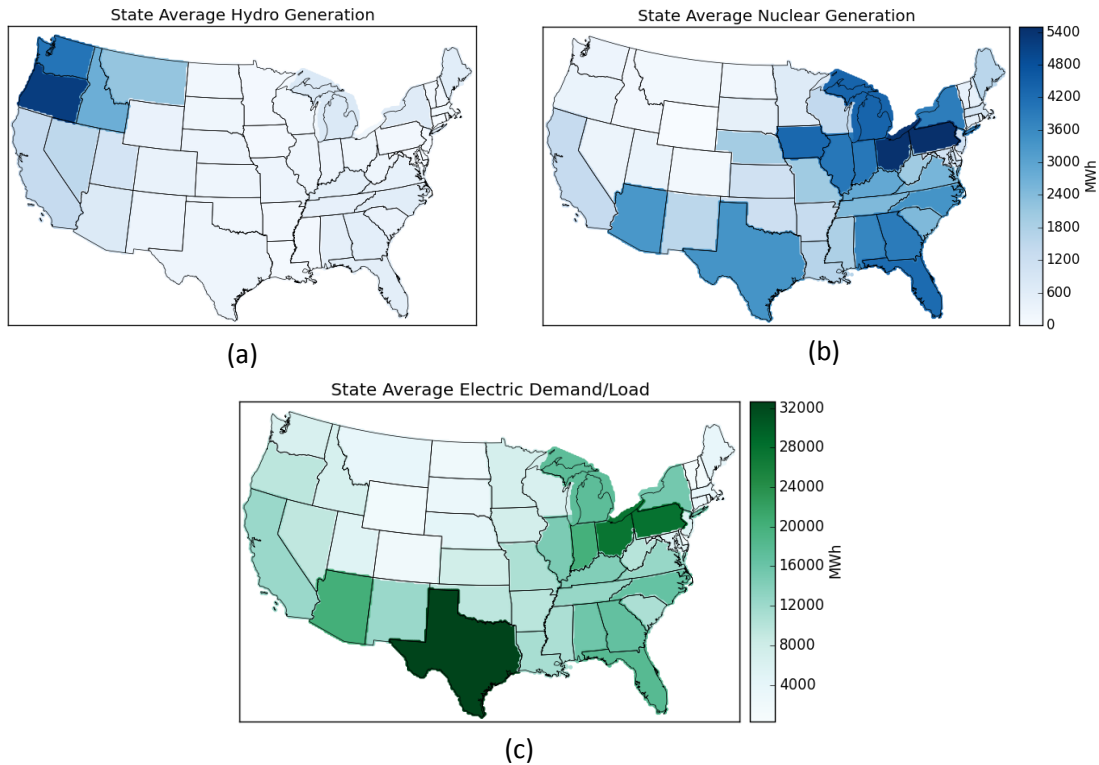 State Average Hydro Generation
State Average Nuclear Generation
5400
4800
4200
3600
3000
2400
1800
1200
600
0
MWh
(a)
(b)
State Average Electric Demand/Load
32000
28000
24000
20000
16000
12000
8000
4000
MWh
(c)